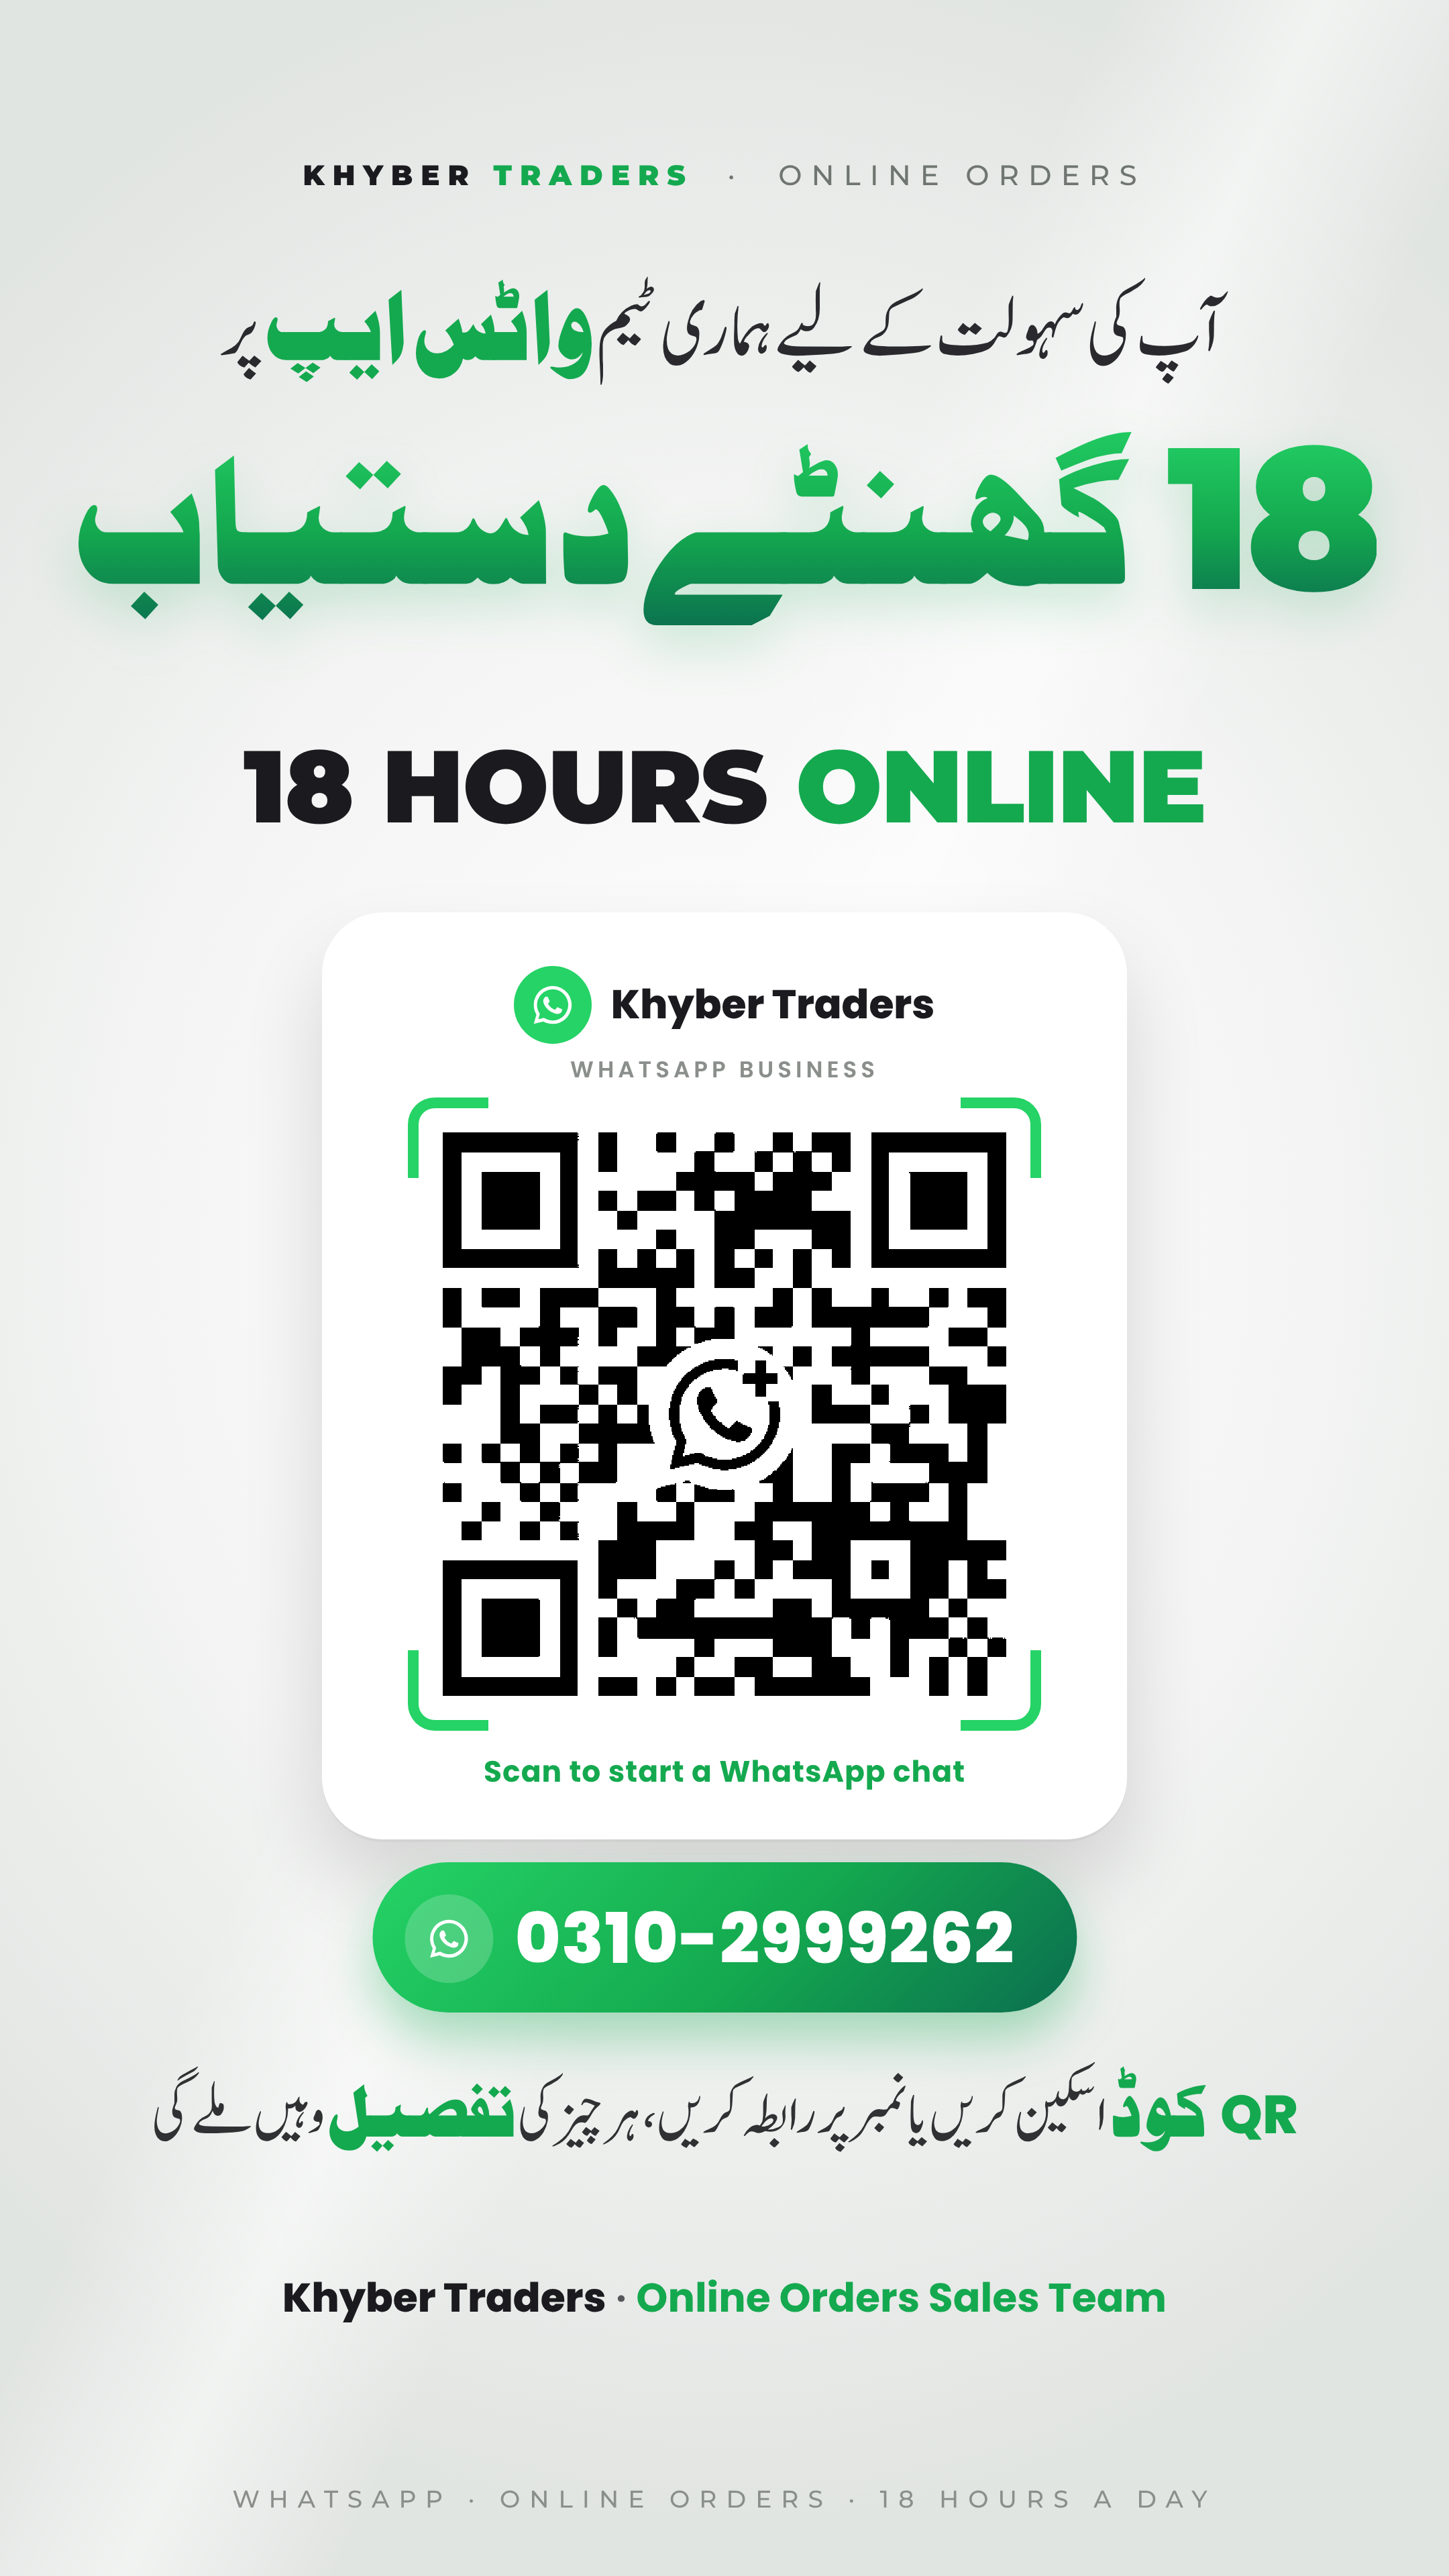 KHYBER TRADERS · ONLINE ORDERS
آپ کی سہولت کے لیے ہماری ٹیم واٹس ایپ پر
18 گھنٹے دستیاب
18 HOURS ONLINE
Khyber Traders
WHATSAPP BUSINESS
Scan to start a WhatsApp chat
0310-2999262
QR کوڈ اسکین کریں یا نمبر پر رابطہ کریں، ہر چیز کی تفصیل وہیں ملے گی
Khyber Traders · Online Orders Sales Team
WHATSAPP · ONLINE ORDERS · 18 HOURS A DAY